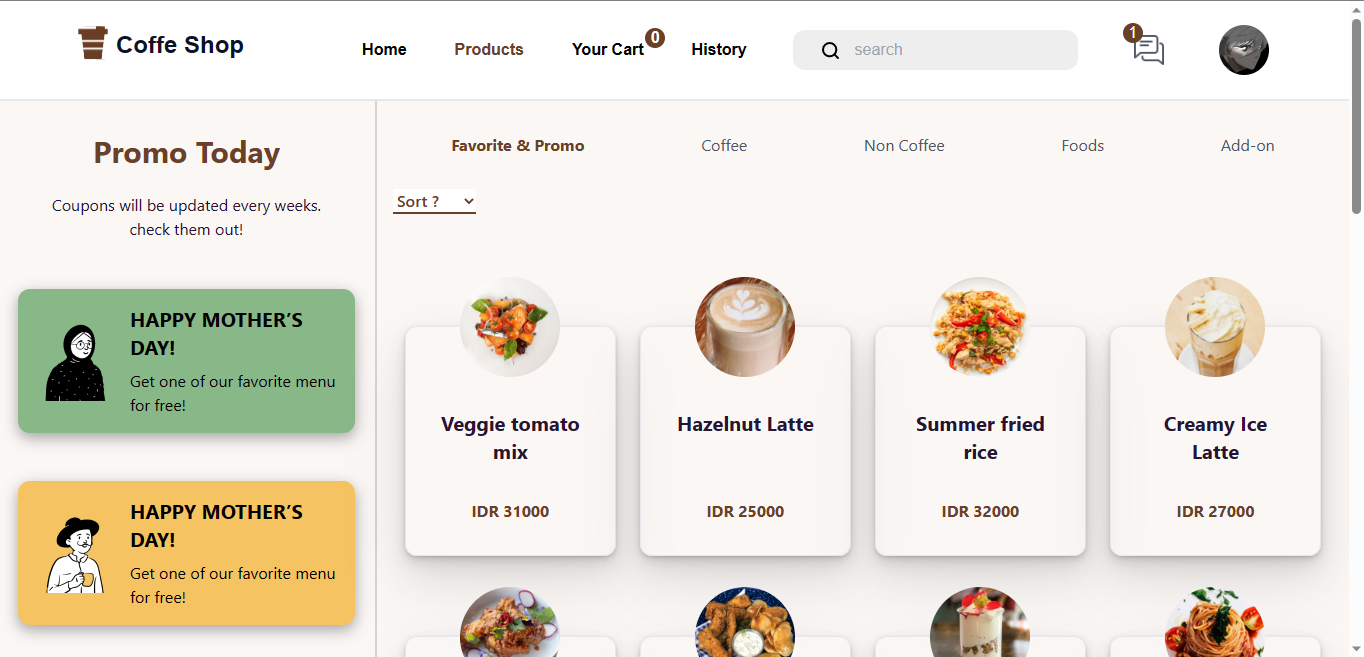 Coffe Shop
Home
Products
Your Cart
0
History
search
1
Promo Today
Coupons will be updated every weeks.
check them out!
HAPPY MOTHER’S
DAY!
Get one of our favorite menu
for free!
HAPPY MOTHER’S
DAY!
Get one of our favorite menu
for free!
Favorite & Promo
Coffee
Non Coffee
Foods
Add-on
Sort ?
Veggie tomato
mix
IDR 31000
Hazelnut Latte
IDR 25000
Summer fried
rice
IDR 32000
Creamy Ice
Latte
IDR 27000